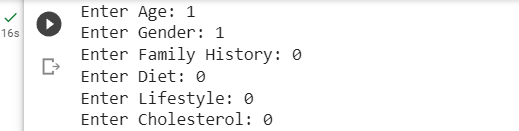 Enter Age: 1
16s
Enter Gender: 1
Enter Family History: 0
Enter Diet: 0
Enter Lifestyle: 0
Enter Cholesterol: 0